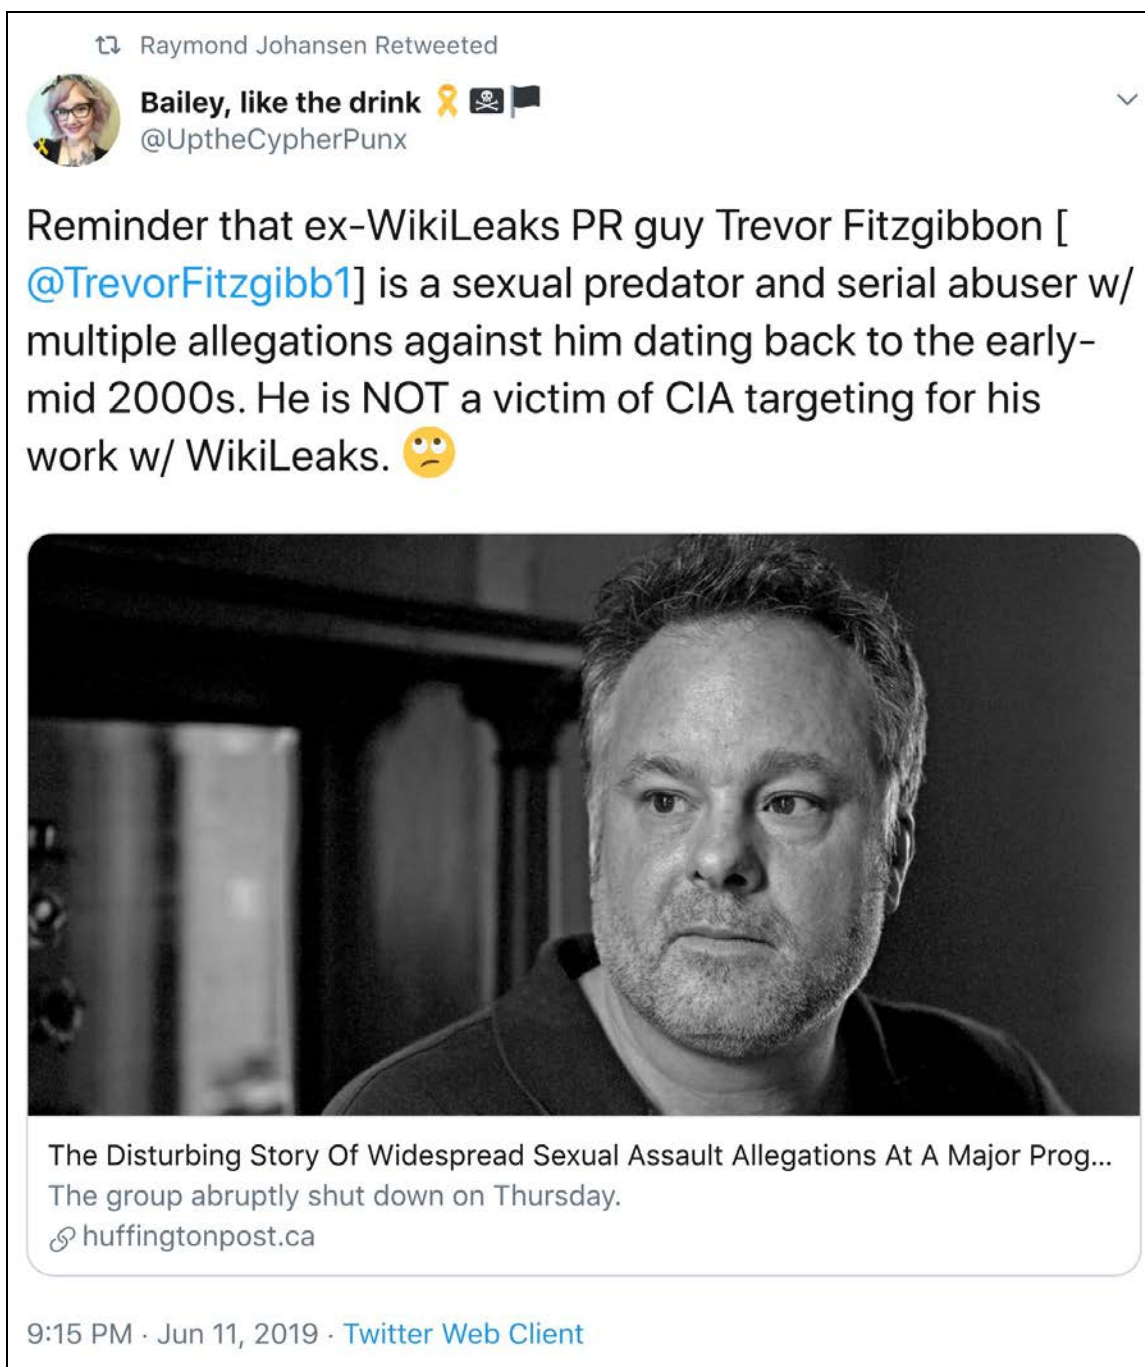 Raymond Johansen Retweeted
Bailey, like the drink 🎗️🏴‍☠️🏴
@UptheCypherPunx
Reminder that ex-WikiLeaks PR guy Trevor Fitzgibbon [
@TrevorFitzgibb1] is a sexual predator and serial abuser w/
multiple allegations against him dating back to the early-
mid 2000s. He is NOT a victim of CIA targeting for his
work w/ WikiLeaks. 🙄
The Disturbing Story Of Widespread Sexual Assault Allegations At A Major Prog...
The group abruptly shut down on Thursday.
huffingtonpost.ca
9:15 PM · Jun 11, 2019 · Twitter Web Client